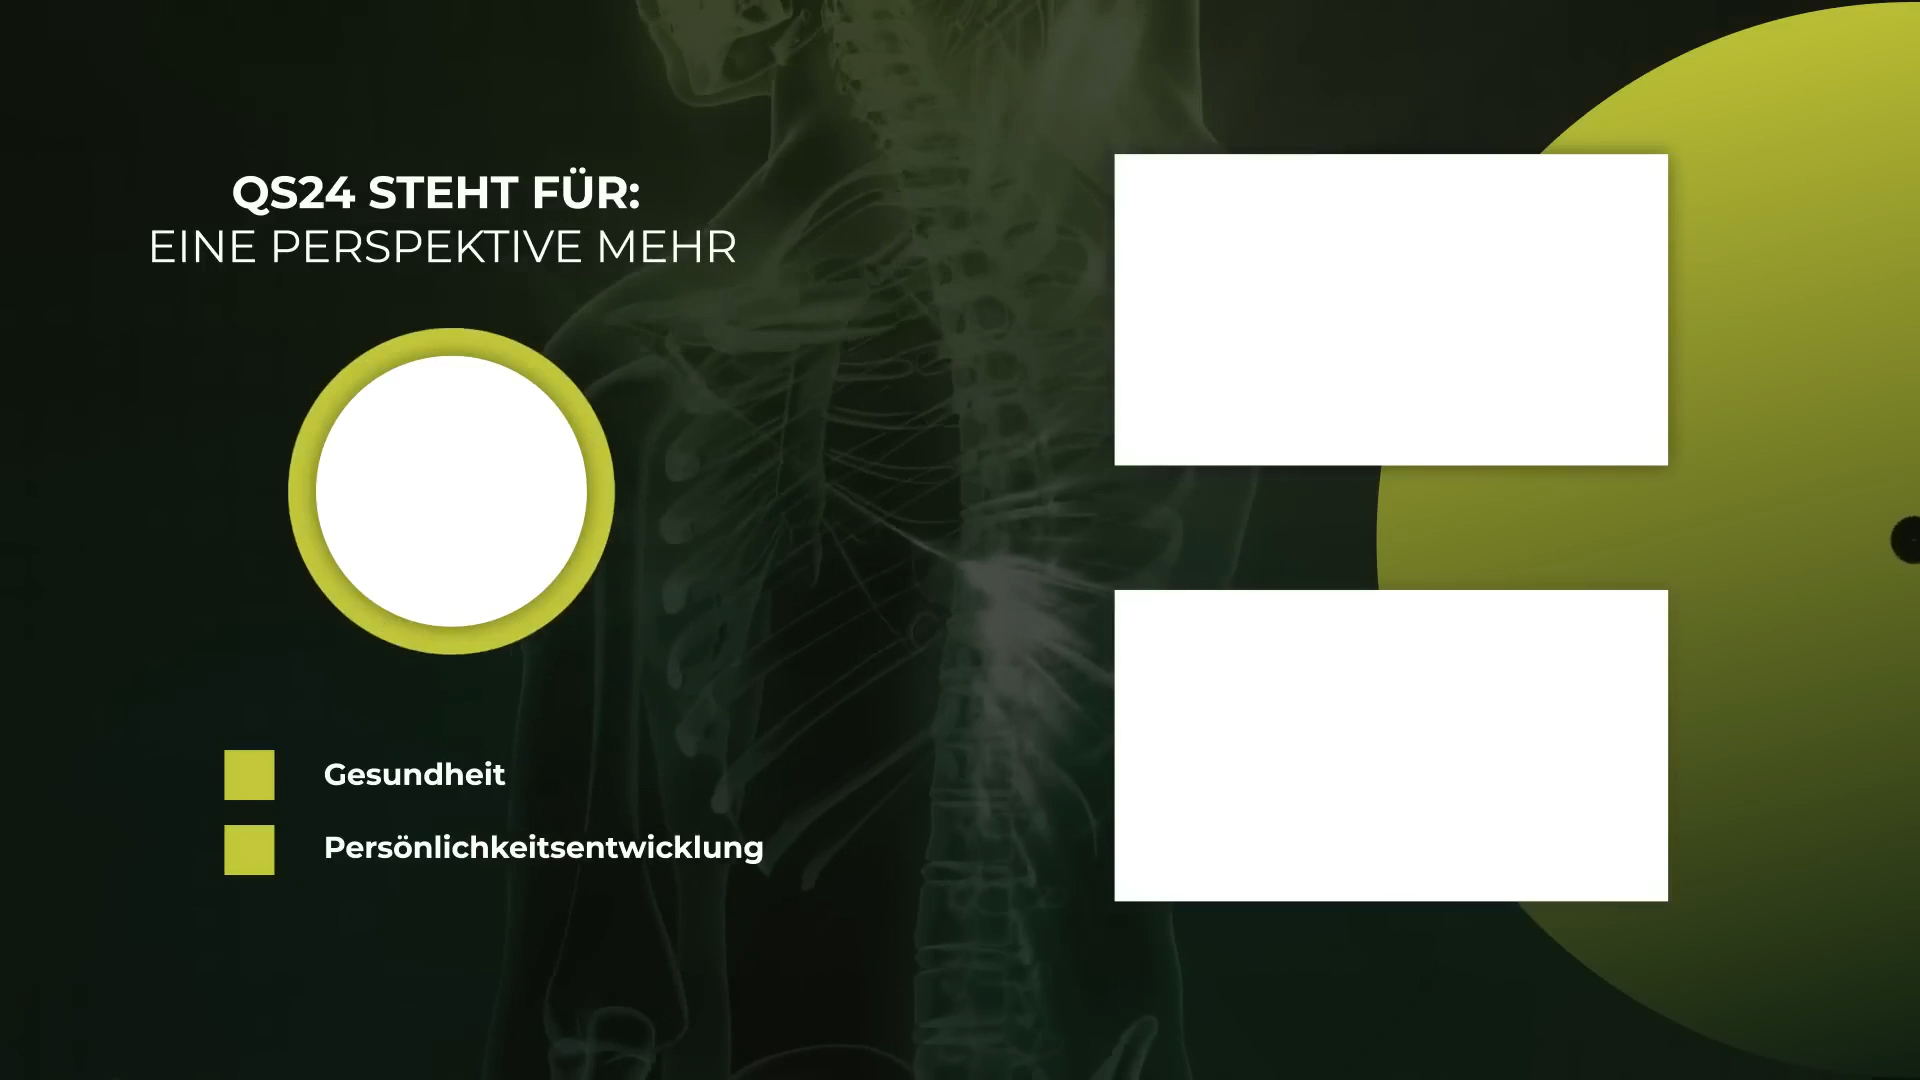 QS24 STEHT FÜR:
EINE PERSPEKTIVE MEHR
Gesundheit
Persönlichkeitsentwicklung